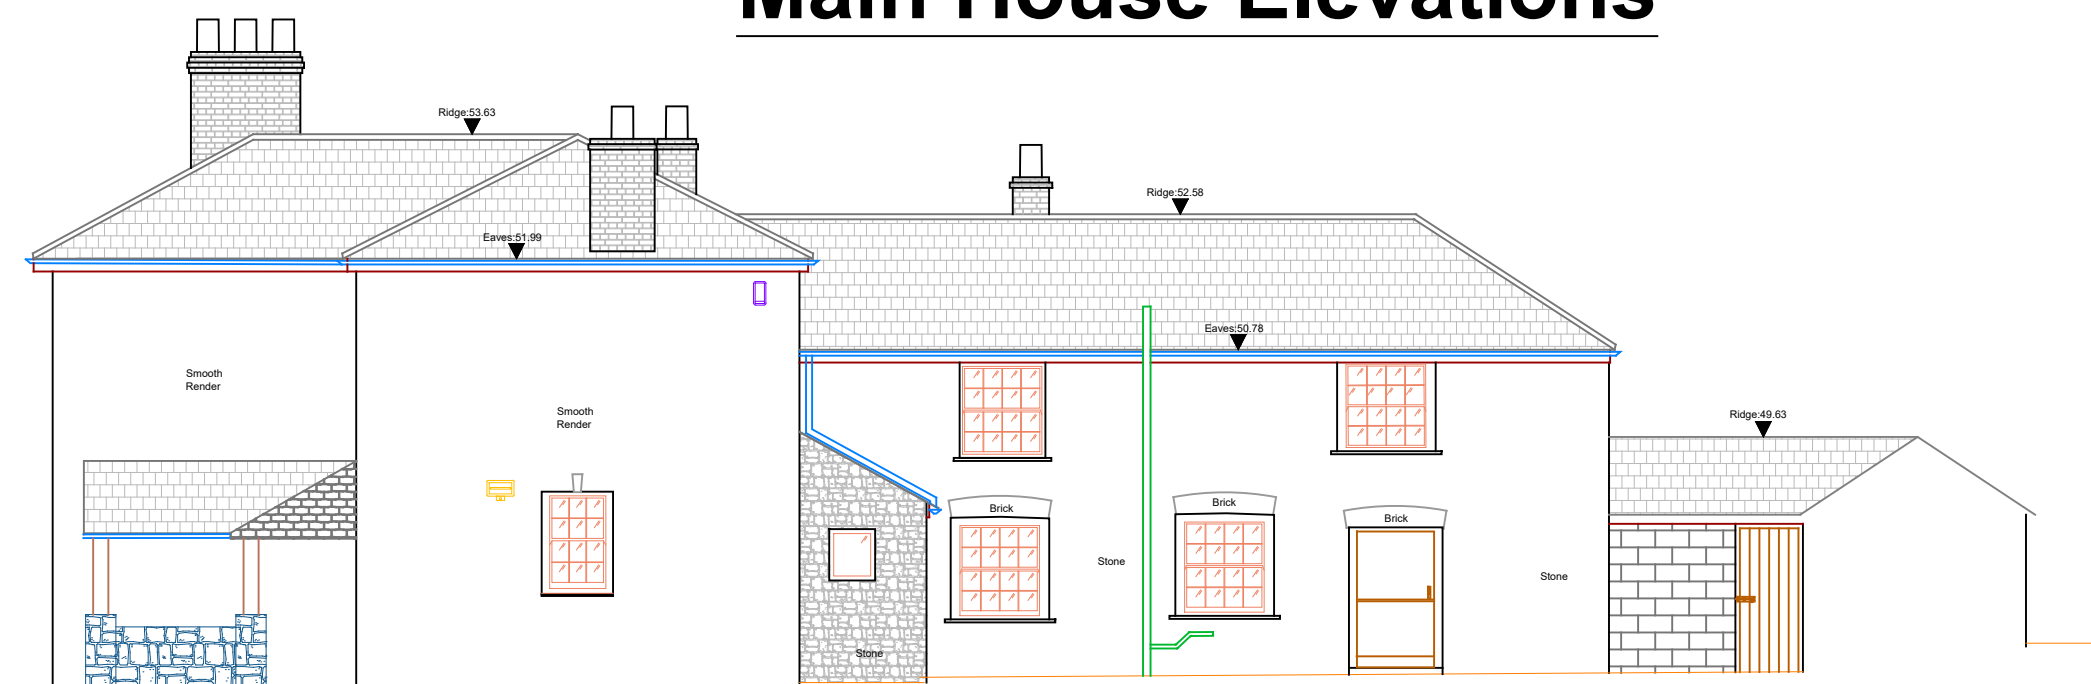 Main House Elevations
Ridge:53.63
Ridge:52.58
Eaves:51.99
Eaves:50.78
Smooth
Render
Smooth
Render
Ridge:49.63
Brick
Brick
Brick
Stone
Stone
Stone